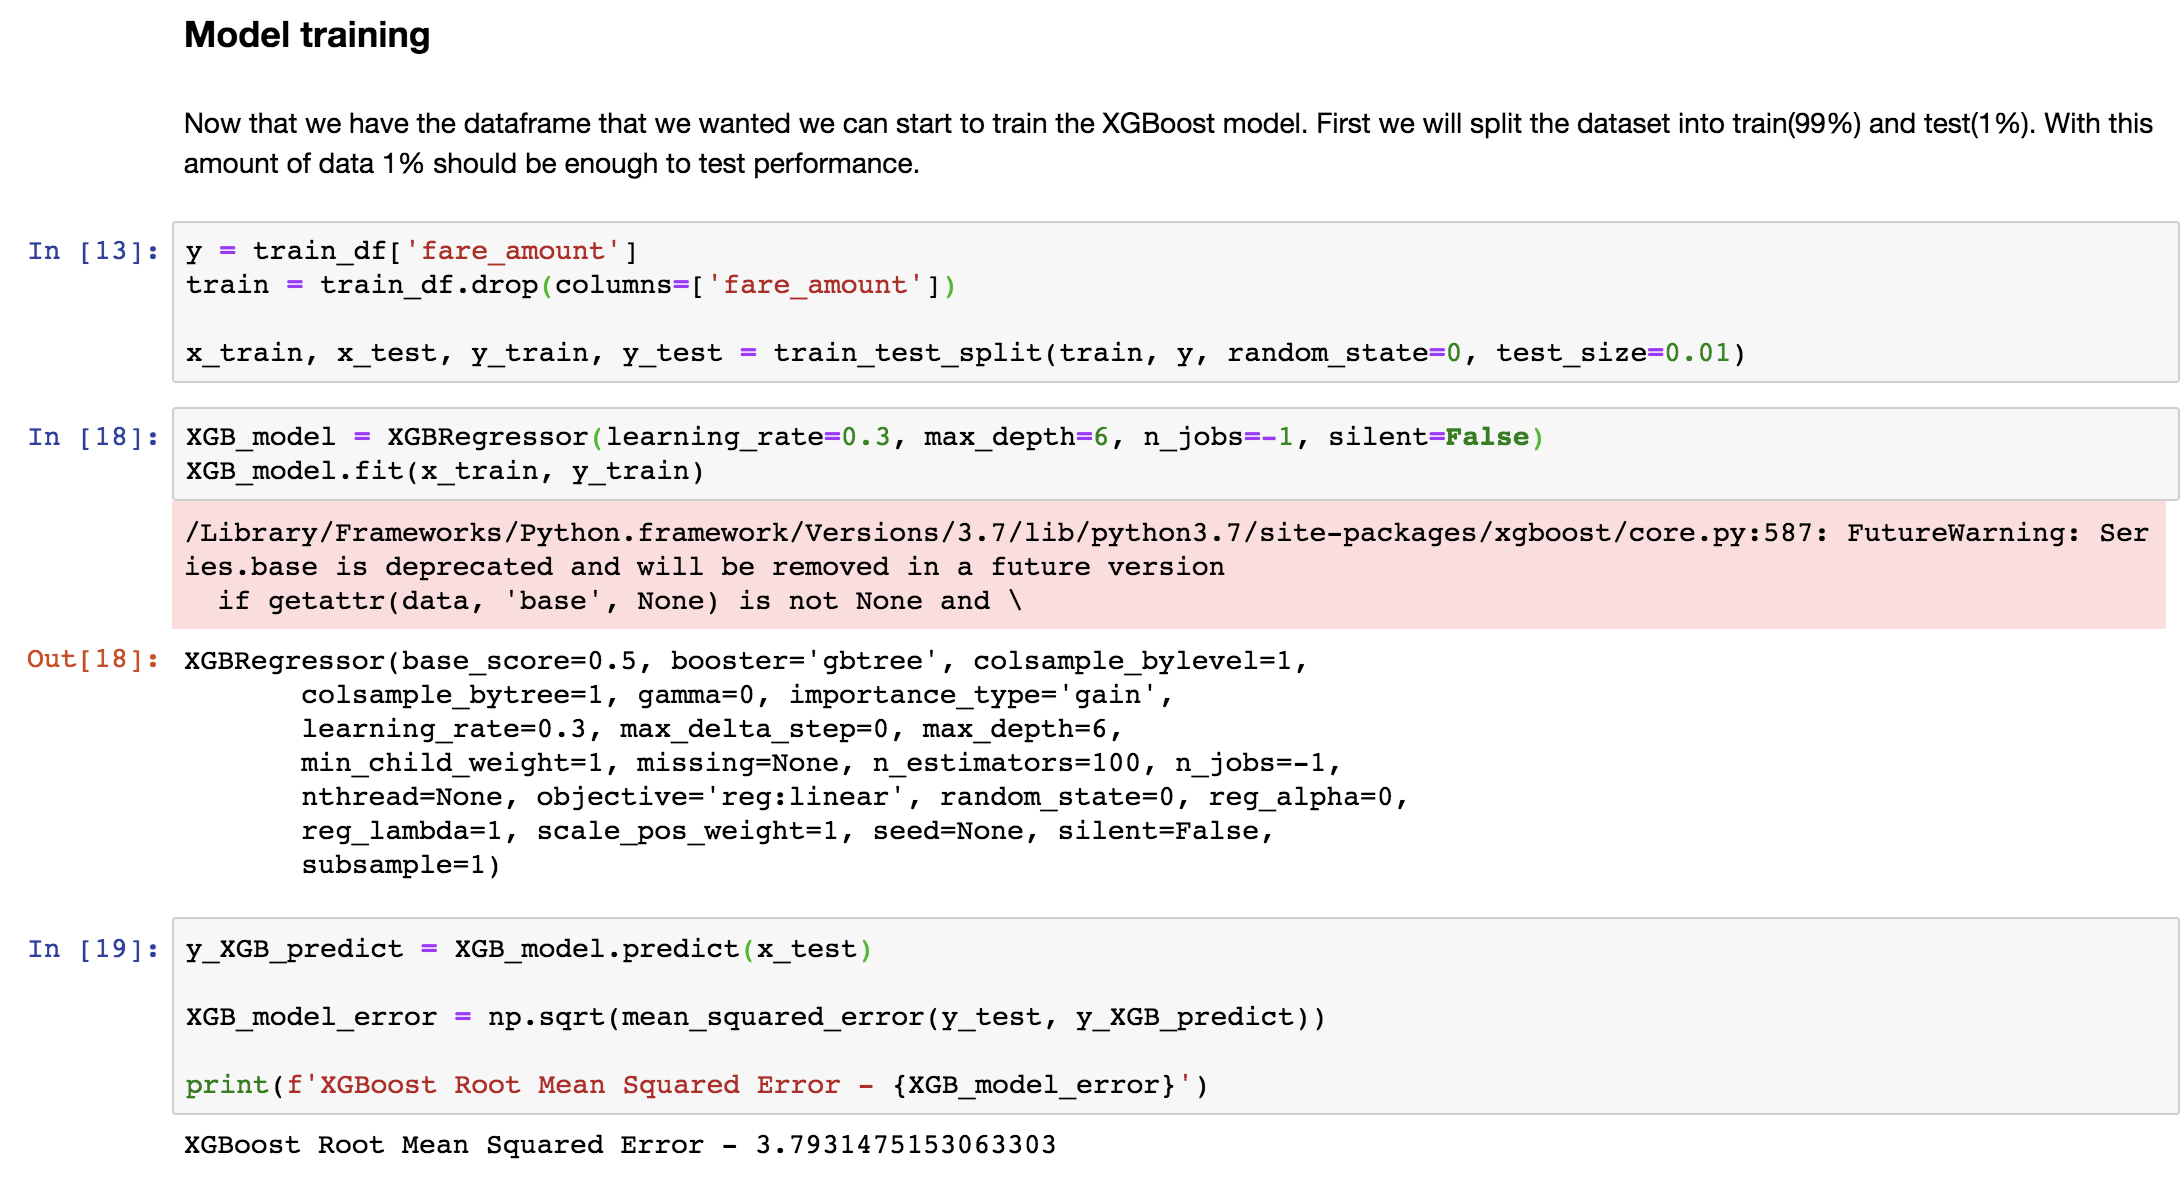 Model training
Now that we have the dataframe that we wanted we can start to train the XGBoost model. First we will split the dataset into train(99%) and test(1%). With this
amount of data 1% should be enough to test performance.
In [13]: y = train_df['fare_amount']
train = train_df.drop(columns=['fare_amount'])
x_train, x_test, y_train, y_test = train_test_split(train, y, random_state=0, test_size=0.01)
In [18]: XGB_model = XGBRegressor(learning_rate=0.3, max_depth=6, n_jobs=-1, silent=False)
XGB_model.fit(x_train, y_train)
/Library/Frameworks/Python.framework/Versions/3.7/lib/python3.7/site-packages/xgboost/core.py:587: FutureWarning: Ser
ies.base is deprecated and will be removed in a future version
  if getattr(data, 'base', None) is not None and \
Out[18]: XGBRegressor(base_score=0.5, booster='gbtree', colsample_bylevel=1,
       colsample_bytree=1, gamma=0, importance_type='gain',
       learning_rate=0.3, max_delta_step=0, max_depth=6,
       min_child_weight=1, missing=None, n_estimators=100, n_jobs=-1,
       nthread=None, objective='reg:linear', random_state=0, reg_alpha=0,
       reg_lambda=1, scale_pos_weight=1, seed=None, silent=False,
       subsample=1)
In [19]: y_XGB_predict = XGB_model.predict(x_test)
XGB_model_error = np.sqrt(mean_squared_error(y_test, y_XGB_predict))
print(f'XGBoost Root Mean Squared Error - {XGB_model_error}')
XGBoost Root Mean Squared Error - 3.7931475153063303